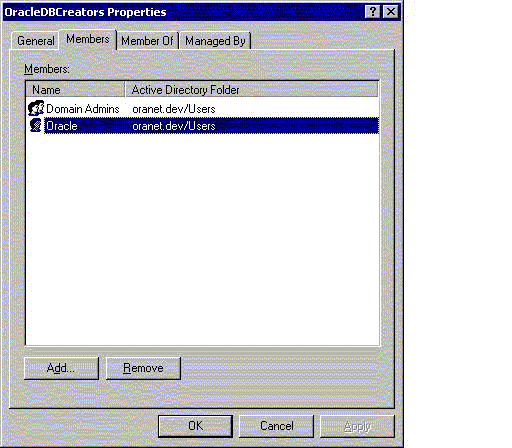 OracleDBCreators Properties
General Members Member Of Managed By
Members:
Name Active Directory Folder
Domain Admins oranet.dev/Users
Oracle oranet.dev/Users
Add... Remove
OK Cancel Apply